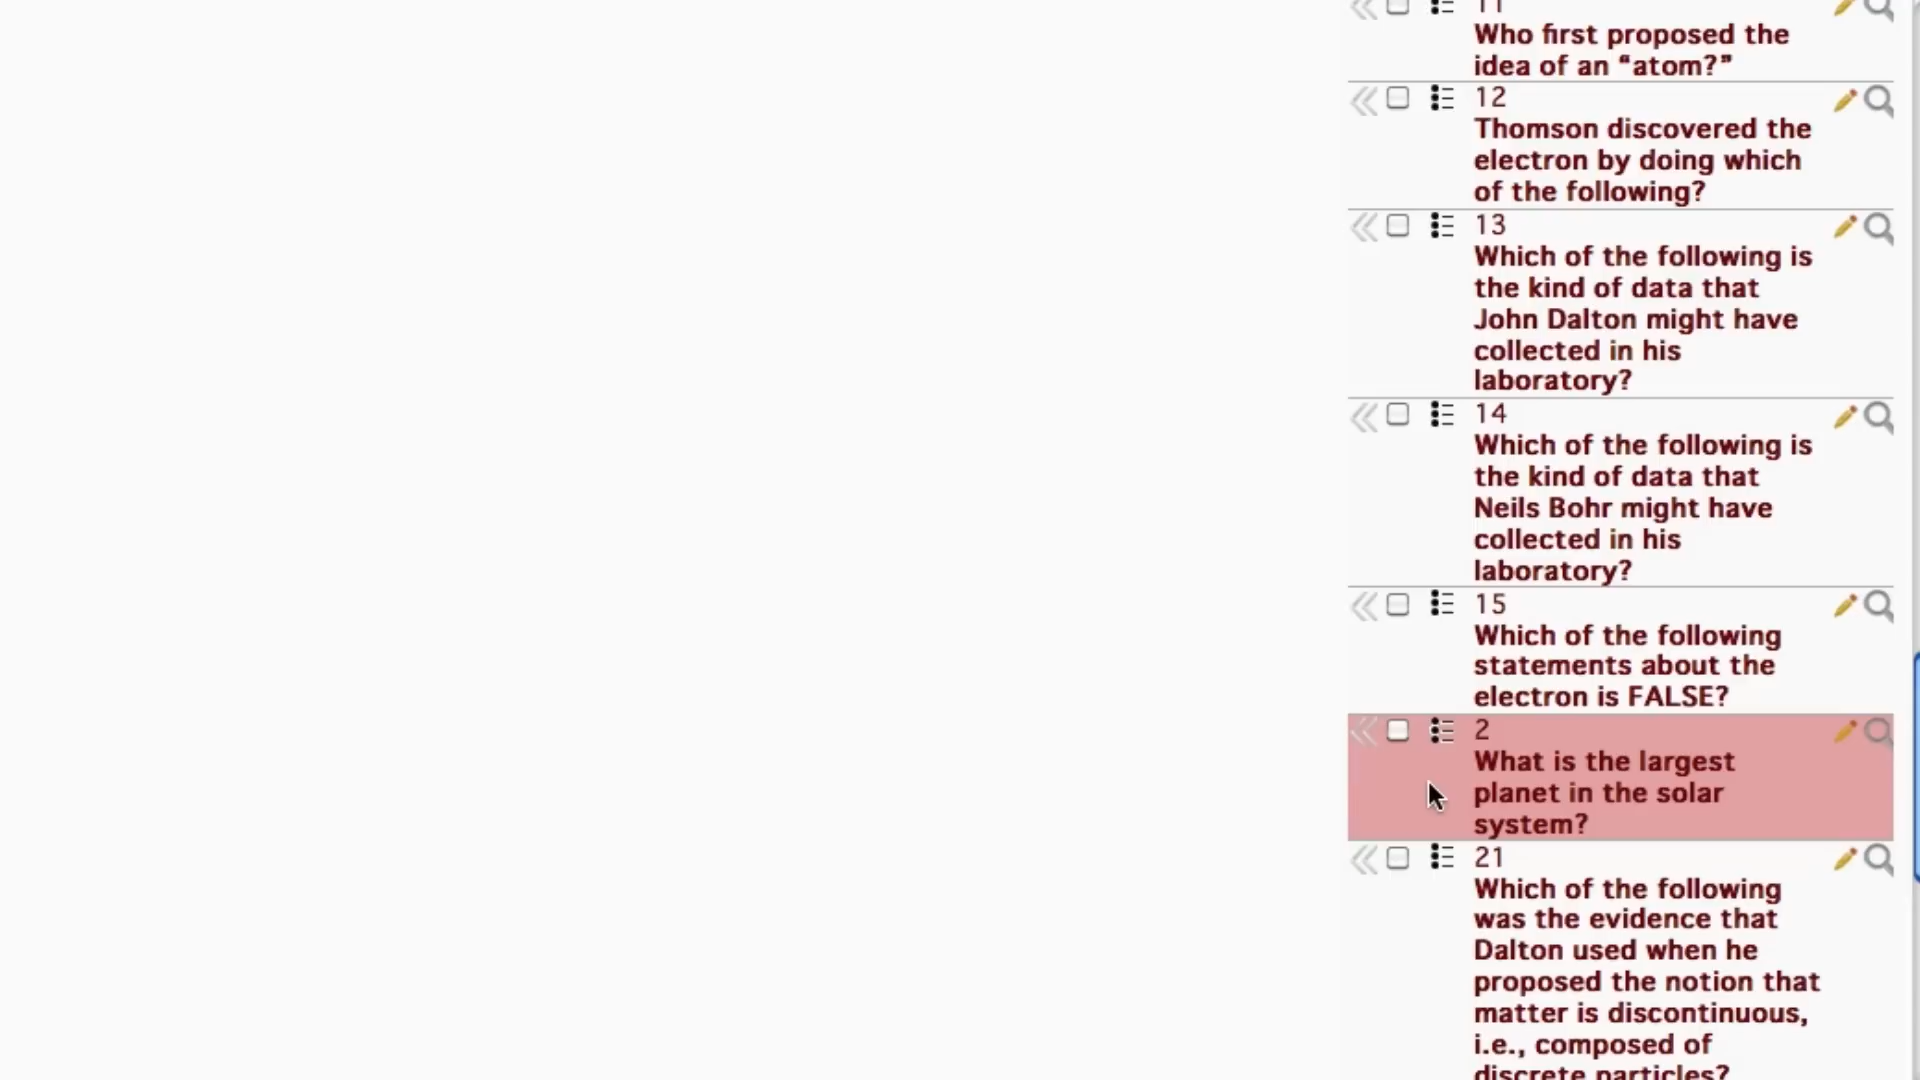 11
Who first proposed the
idea of an “atom?”
12
Thomson discovered the
electron by doing which
of the following?
13
Which of the following is
the kind of data that
John Dalton might have
collected in his
laboratory?
14
Which of the following is
the kind of data that
Neils Bohr might have
collected in his
laboratory?
15
Which of the following
statements about the
electron is FALSE?
2
What is the largest
planet in the solar
system?
21
Which of the following
was the evidence that
Dalton used when he
proposed the notion that
matter is discontinuous,
i.e., composed of
discrete particles?